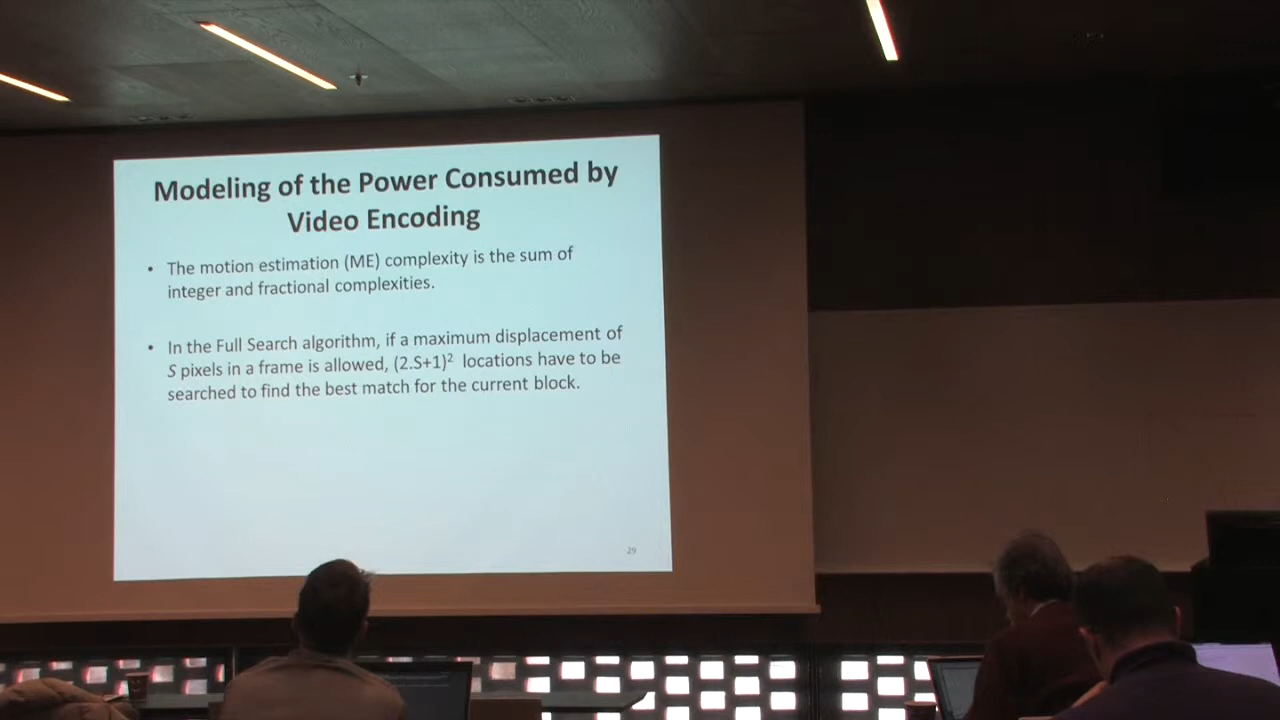 Modeling of the Power Consumed by
Video Encoding
• The motion estimation (ME) complexity is the sum of
integer and fractional complexities.
• In the Full Search algorithm, if a maximum displacement of
S pixels in a frame is allowed, (2.S+1)² locations have to be
searched to find the best match for the current block.
29